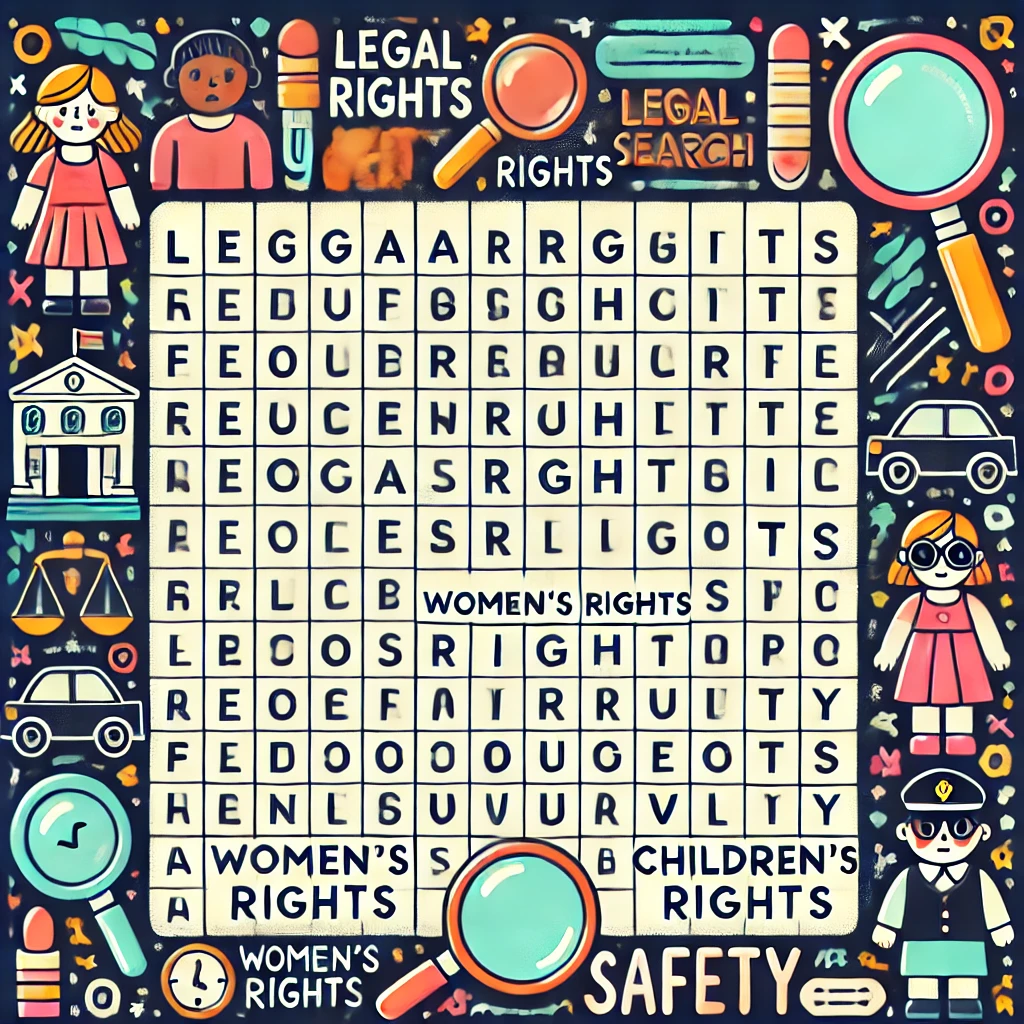 LEGAL
RIGHTS
LEGAL
SEARCH
RIGHTS
L E G G A A R R G G I T S
R E D U F G S G H C I T E
F E O U B R E A U L R F E
R E U C E N R U H I T T E
R E O G A S R G H T B I C
R E O L E S R L I G O T S
R R L C B WOMEN'S RIGHTS S P C
L E G O S R I G H T O P O
R E O E F A I R R U L T Y
F E D O O O O U G E O T S
H E N L S U V U R V L T Y
A WOMEN'S S B CHILDREN'S
A RIGHTS RIGHTS
WOMEN'S
RIGHTS
SAFETY